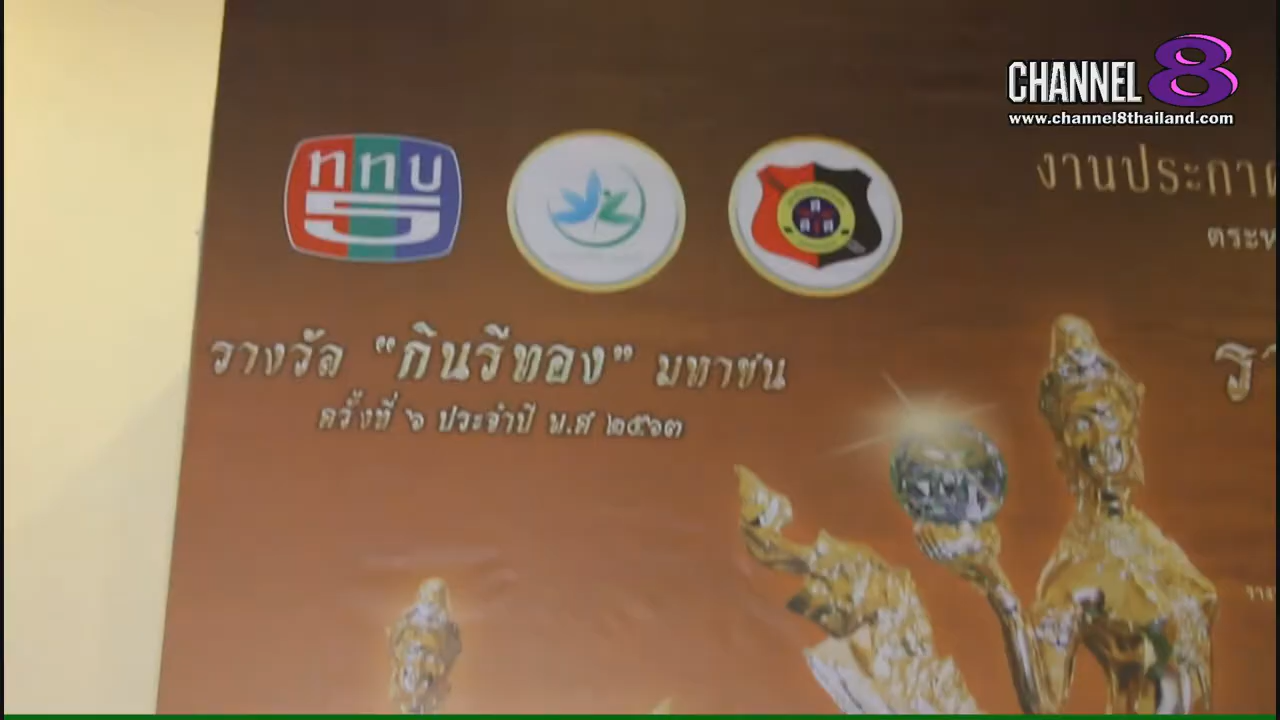 CHANNEL 8
www.channel8thailand.com
ททบ
5
งานประกาศ
รางวัล "กินรีทอง" มหาชน
ครั้งที่ ๖ ประจำปี พ.ศ ๒๕๖๓